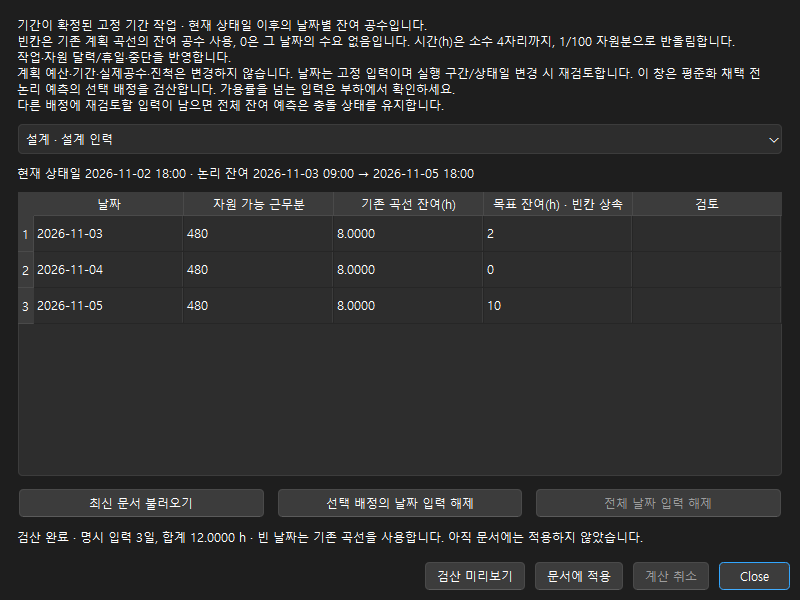 기간이 확정된 고정 기간 작업 · 현재 상태일 이후의 날짜별 잔여 공수입니다.
빈칸은 기존 계획 곡선의 잔여 공수 사용, 0은 그 날짜의 수요 없음입니다. 시간(h)은 소수 4자리까지, 1/100 자원분으로 반올림합니다.
작업·자원 달력/휴일·중단을 반영합니다.
계획 예산·기간·실제공수·진척은 변경하지 않습니다. 날짜는 고정 입력이며 실행 구간/상태일 변경 시 재검토합니다. 이 창은 평준화 채택 전
논리 예측의 선택 배정을 검산합니다. 가용률을 넘는 입력은 부하에서 확인하세요.
다른 배정에 재검토할 입력이 남으면 전체 잔여 예측은 충돌 상태를 유지합니다.
설계 · 설계 인력
현재 상태일 2026-11-02 18:00 · 논리 잔여 2026-11-03 09:00 → 2026-11-05 18:00
날짜 자원 가능 근무분 기존 곡선 잔여(h) 목표 잔여(h) · 빈칸 상속 검토
1 2026-11-03 480 8.0000 2
2 2026-11-04 480 8.0000 0
3 2026-11-05 480 8.0000 10
최신 문서 불러오기 선택 배정의 날짜 입력 해제 전체 날짜 입력 해제
검산 완료 · 명시 입력 3일, 합계 12.0000 h · 빈 날짜는 기존 곡선을 사용합니다. 아직 문서에는 적용하지 않았습니다.
검산 미리보기 문서에 적용 계산 취소 Close